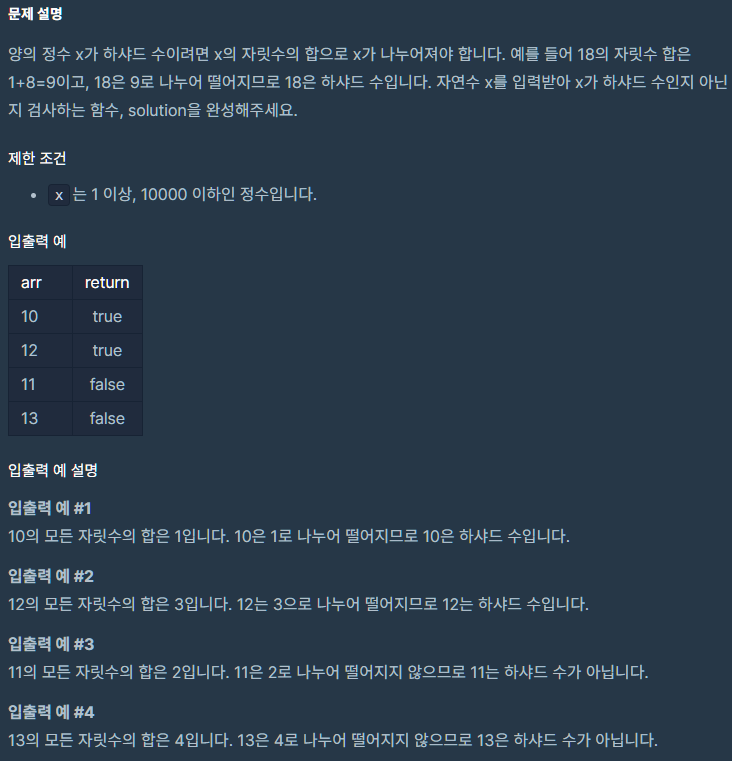 문제 설명
양의 정수 x가 하샤드 수이려면 x의 자릿수의 합으로 x가 나누어져야 합니다. 예를 들어 18의 자릿수 합은
1+8=9이고, 18은 9로 나누어 떨어지므로 18은 하샤드 수입니다. 자연수 x를 입력받아 x가 하샤드 수인지 아닌
지 검사하는 함수, solution을 완성해주세요.
제한 조건
• x 는 1 이상, 10000 이하인 정수입니다.
입출력 예
arr return
10 true
12 true
11 false
13 false
입출력 예 설명
입출력 예 #1
10의 모든 자릿수의 합은 1입니다. 10은 1로 나누어 떨어지므로 10은 하샤드 수입니다.
입출력 예 #2
12의 모든 자릿수의 합은 3입니다. 12는 3으로 나누어 떨어지므로 12는 하샤드 수입니다.
입출력 예 #3
11의 모든 자릿수의 합은 2입니다. 11은 2로 나누어 떨어지지 않으므로 11는 하샤드 수가 아닙니다.
입출력 예 #4
13의 모든 자릿수의 합은 4입니다. 13은 4로 나누어 떨어지지 않으므로 13은 하샤드 수가 아닙니다.